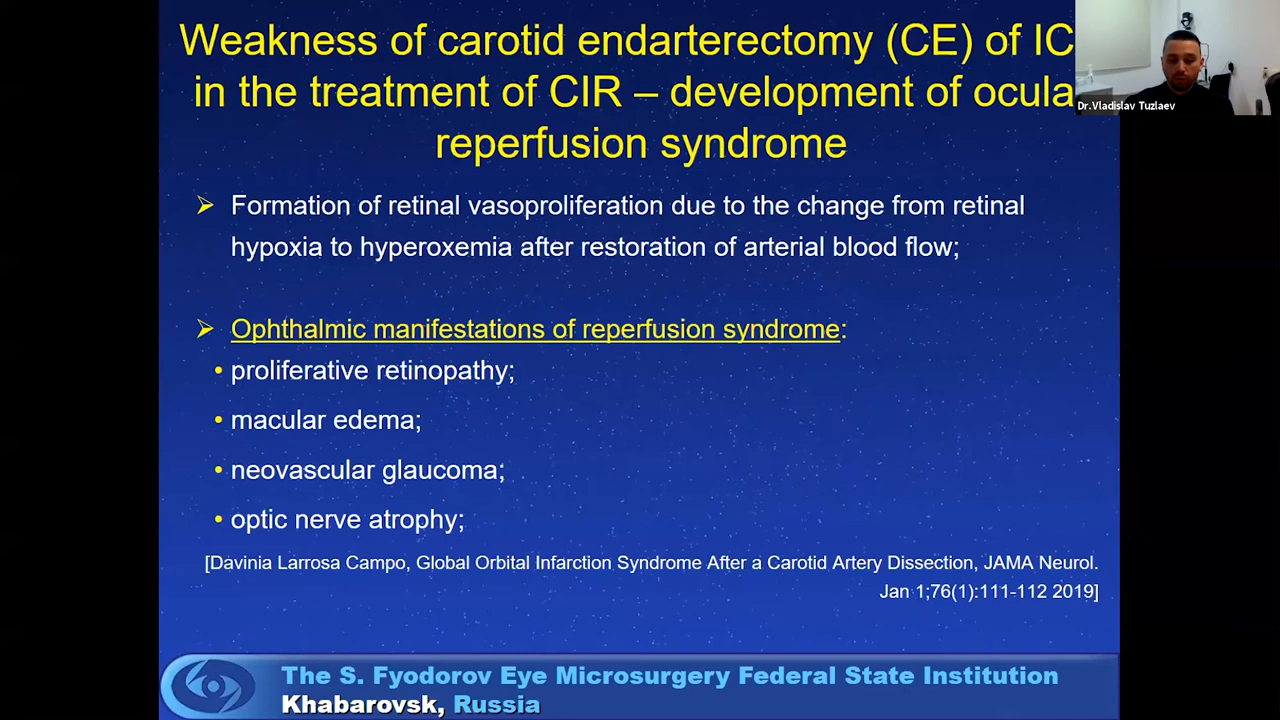 Weakness of carotid endarterectomy (CE) of IC
in the treatment of CIR – development of ocula
reperfusion syndrome
Dr.Vladislav Tuzlaev
➢ Formation of retinal vasoproliferation due to the change from retinal
hypoxia to hyperoxemia after restoration of arterial blood flow;
➢ Ophthalmic manifestations of reperfusion syndrome:
• proliferative retinopathy;
• macular edema;
• neovascular glaucoma;
• optic nerve atrophy;
[Davinia Larrosa Campo, Global Orbital Infarction Syndrome After a Carotid Artery Dissection, JAMA Neurol.
Jan 1;76(1):111-112 2019]
The S. Fyodorov Eye Microsurgery Federal State Institution
Khabarovsk, Russia